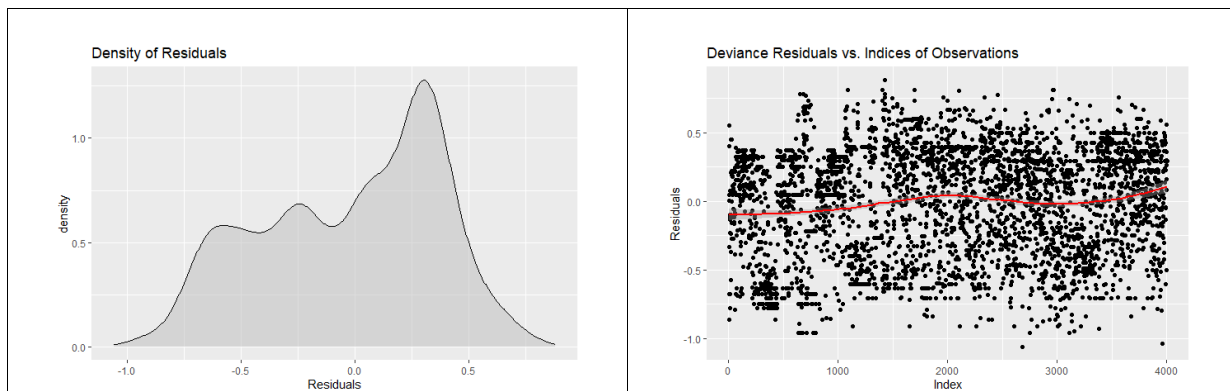 Density of Residuals
density
1.0
0.5
0.0
-1.0
-0.5
0.0
0.5
Residuals
Deviance Residuals vs. Indices of Observations
Residuals
0.5
0.0
-0.5
-1.0
0
1000
2000
3000
4000
Index